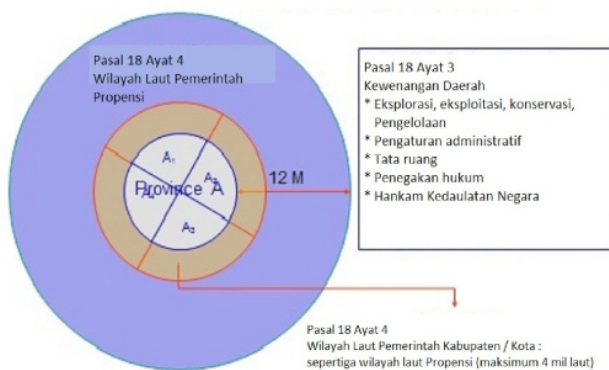 Pasal 18 Ayat 4
Wilayah Laut Pemerintah
Propensi
Pasal 18 Ayat 3
Kewenangan Daerah
* Eksplorasi, eksploitasi, konservasi,
Pengelolaan
* Pengaturan administratif
* Tata ruang
* Penegakan hukum
* Hankam Kedaulatan Negara
A₁
A₂
Province A
A₄
A₃
12 M
Pasal 18 Ayat 4
Wilayah Laut Pemerintah Kabupaten / Kota :
sepertiga wilayah laut Propensi (maksimum 4 mil laut)